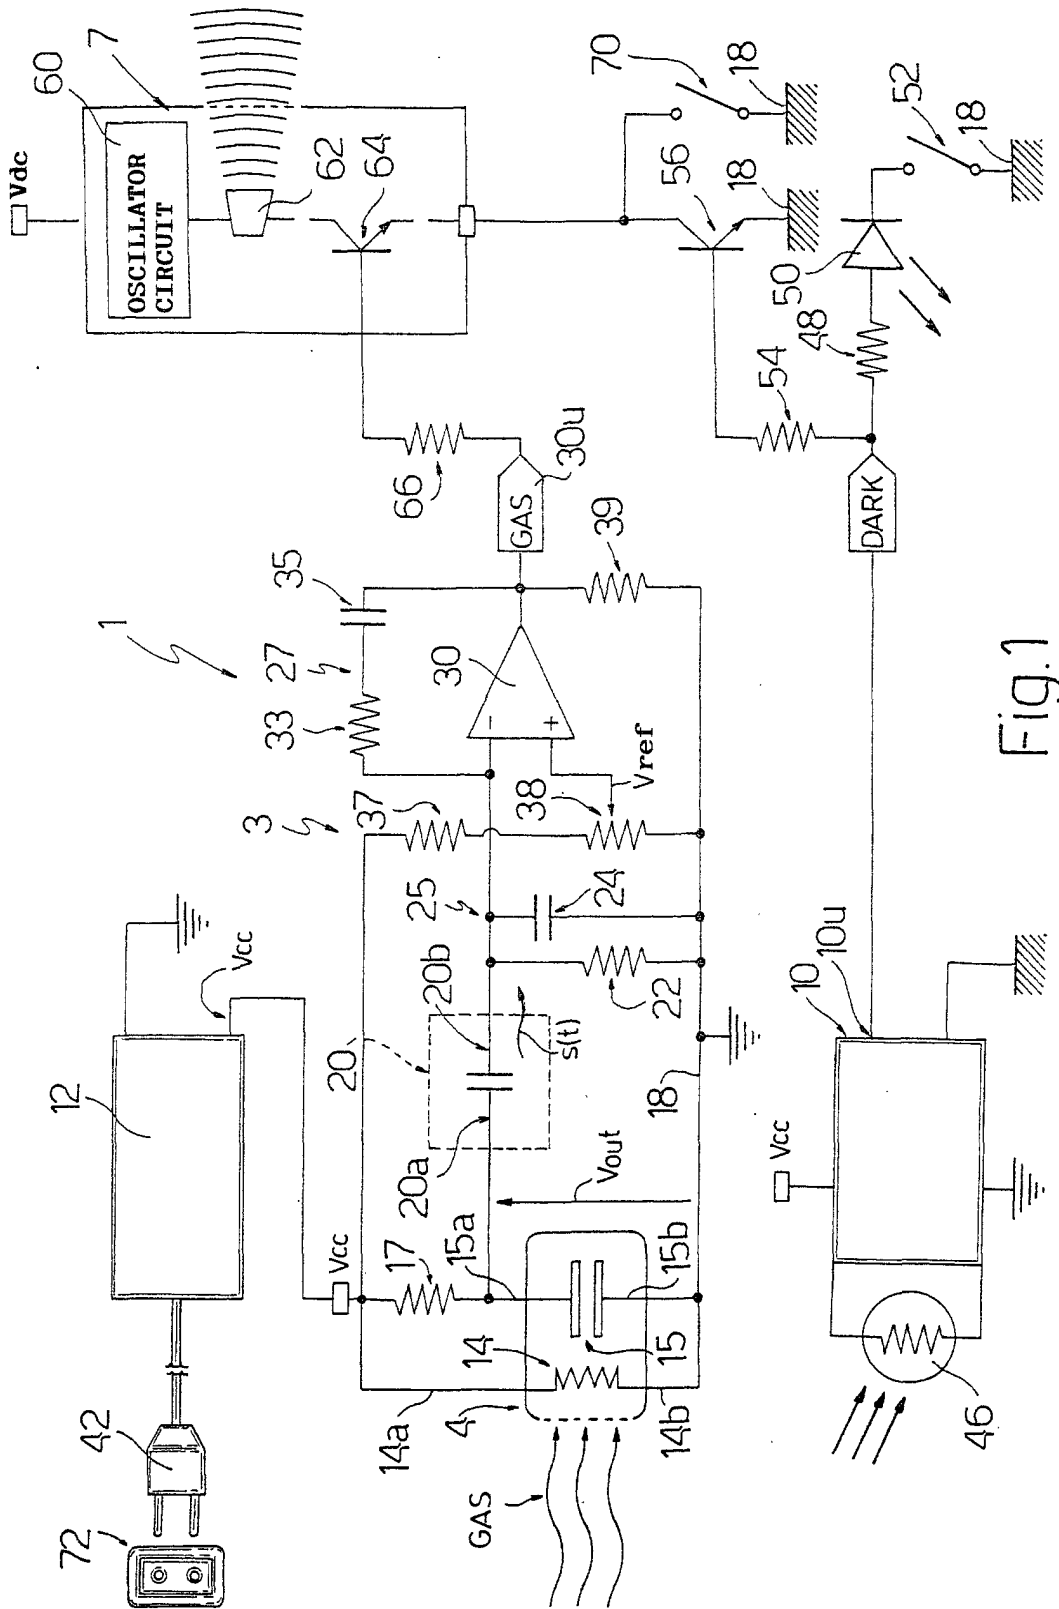 Vdc
60
7
OSCILLATOR
CIRCUIT
62
64
70
18
56
18
52
18
50
48
54
66
GAS
30u
DARK
39
35
1
27
33
30
3
37
38
Vref
25
24
22
20
20b
20a
s(t)
18
Vout
12
Vcc
Vcc
17
15a
15b
14
15
4
14a
14b
GAS
42
72
10
10u
Vcc
46
Fig.1